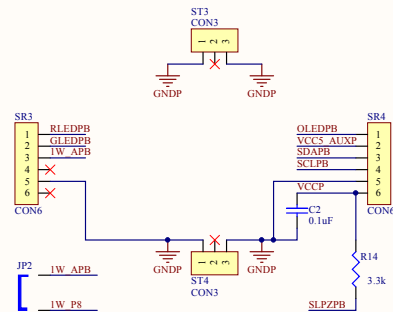 ST3
CON3
1 2 3
GNDP GNDP
SR3 SR4
1 RLEDPB OLEDPB 1
2 GLEDPB VCC5_AUXP 2
3 1W_APB SDAPB 3
4 SCLPB 4
5 5
6 VCCP 6
CON6 CON6
C2
0.1uF
1 2 3
GNDP GNDP
ST4
CON3
R14
3.3k
JP2
1W_APB
1W_P8 SLPZPB